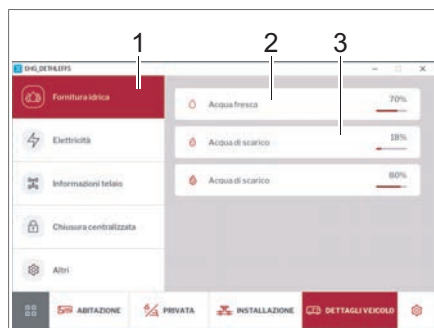 1 2 3
EHG_DETHLEFFS
Fornitura idrica
Acqua fresca 70%
Elettricità
Acqua di scarico 18%
Informazioni telaio
Acqua di scarico 80%
Chiusura centralizzata
Altri
ABITAZIONE PRIVATA INSTALLAZIONE DETTAGLI VEICOLO